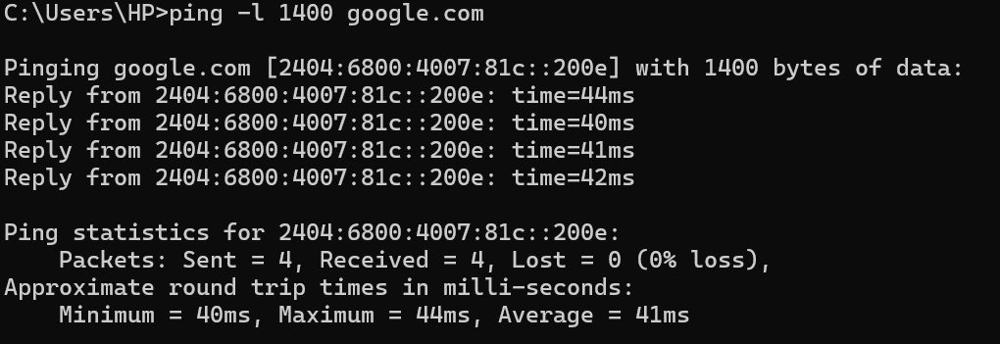 C:\Users\HP>ping -l 1400 google.com
Pinging google.com [2404:6800:4007:81c::200e] with 1400 bytes of data:
Reply from 2404:6800:4007:81c::200e: time=44ms
Reply from 2404:6800:4007:81c::200e: time=40ms
Reply from 2404:6800:4007:81c::200e: time=41ms
Reply from 2404:6800:4007:81c::200e: time=42ms
Ping statistics for 2404:6800:4007:81c::200e:
    Packets: Sent = 4, Received = 4, Lost = 0 (0% loss),
Approximate round trip times in milli-seconds:
    Minimum = 40ms, Maximum = 44ms, Average = 41ms